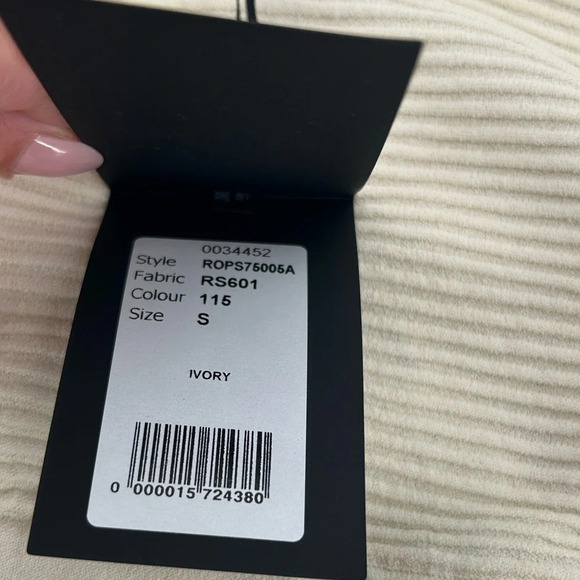 0034452
Style ROPS75005A
Fabric RS601
Colour 115
Size S
IVORY
0 000015 724380